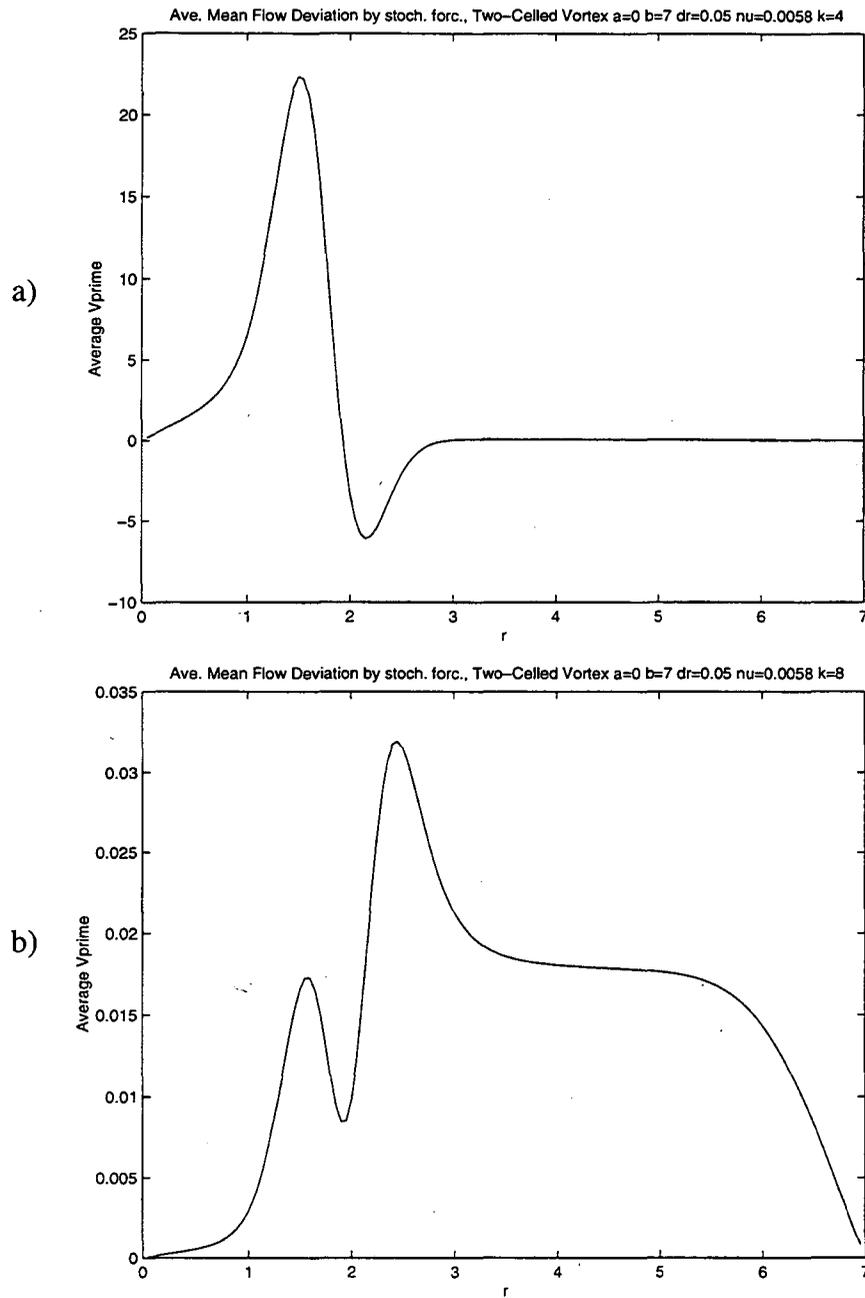 Ave. Mean Flow Deviation by stoch. forc., Two-Celled Vortex a=0 b=7 dr=0.05 nu=0.0058 k=4
25
20
15
10
5
0
-5
-10
Average Vprime
a)
0 1 2 3 4 5 6 7
r
Ave. Mean Flow Deviation by stoch. forc., Two-Celled Vortex a=0 b=7 dr=0.05 nu=0.0058 k=8
0.035
0.03
0.025
0.02
0.015
0.01
0.005
0
Average Vprime
b)
0 1 2 3 4 5 6 7
r